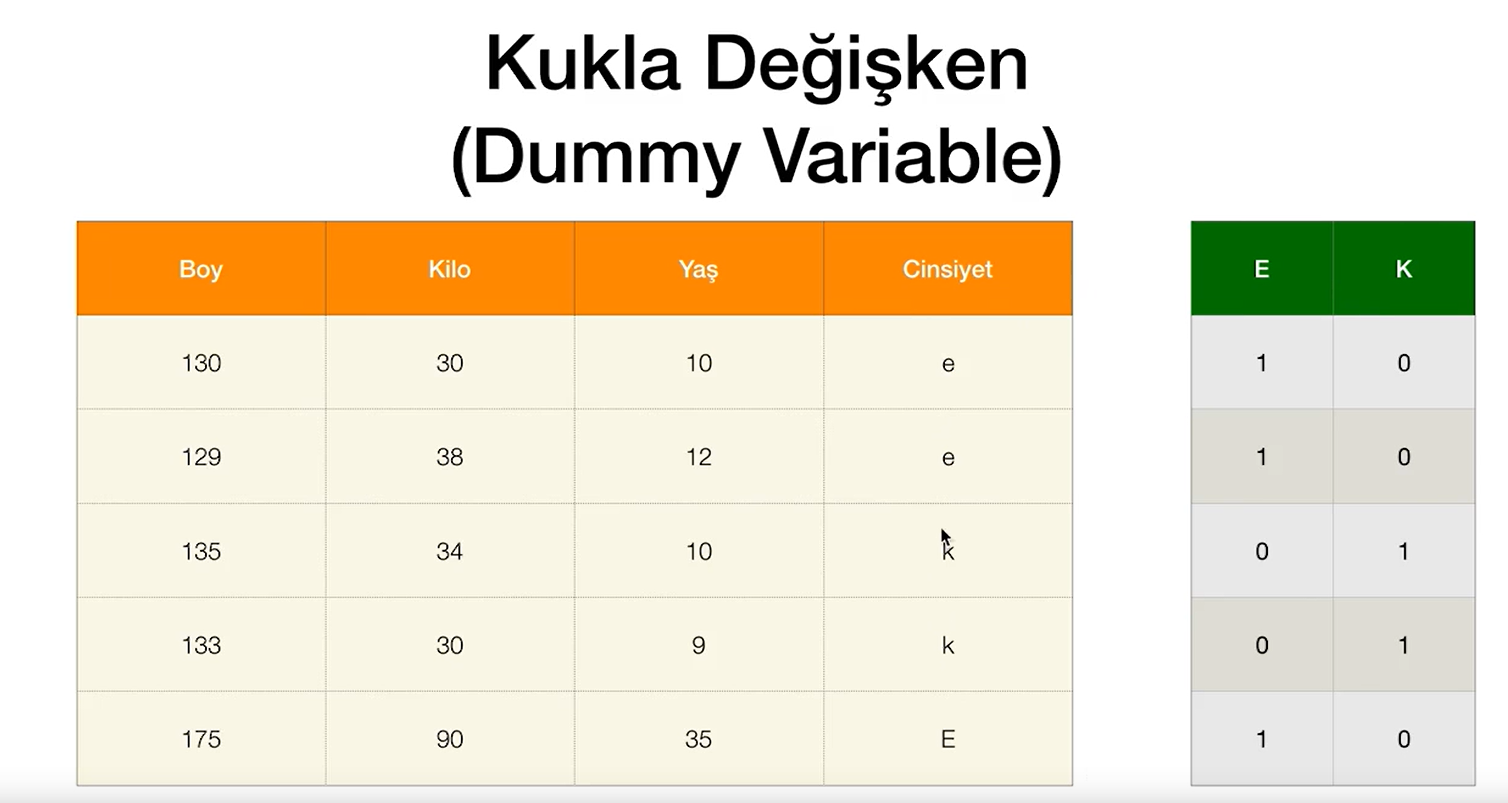 Kukla Değişken
(Dummy Variable)
Boy Kilo Yaş Cinsiyet E K
130 30 10 e 1 0
129 38 12 e 1 0
135 34 10 k 0 1
133 30 9 k 0 1
175 90 35 E 1 0